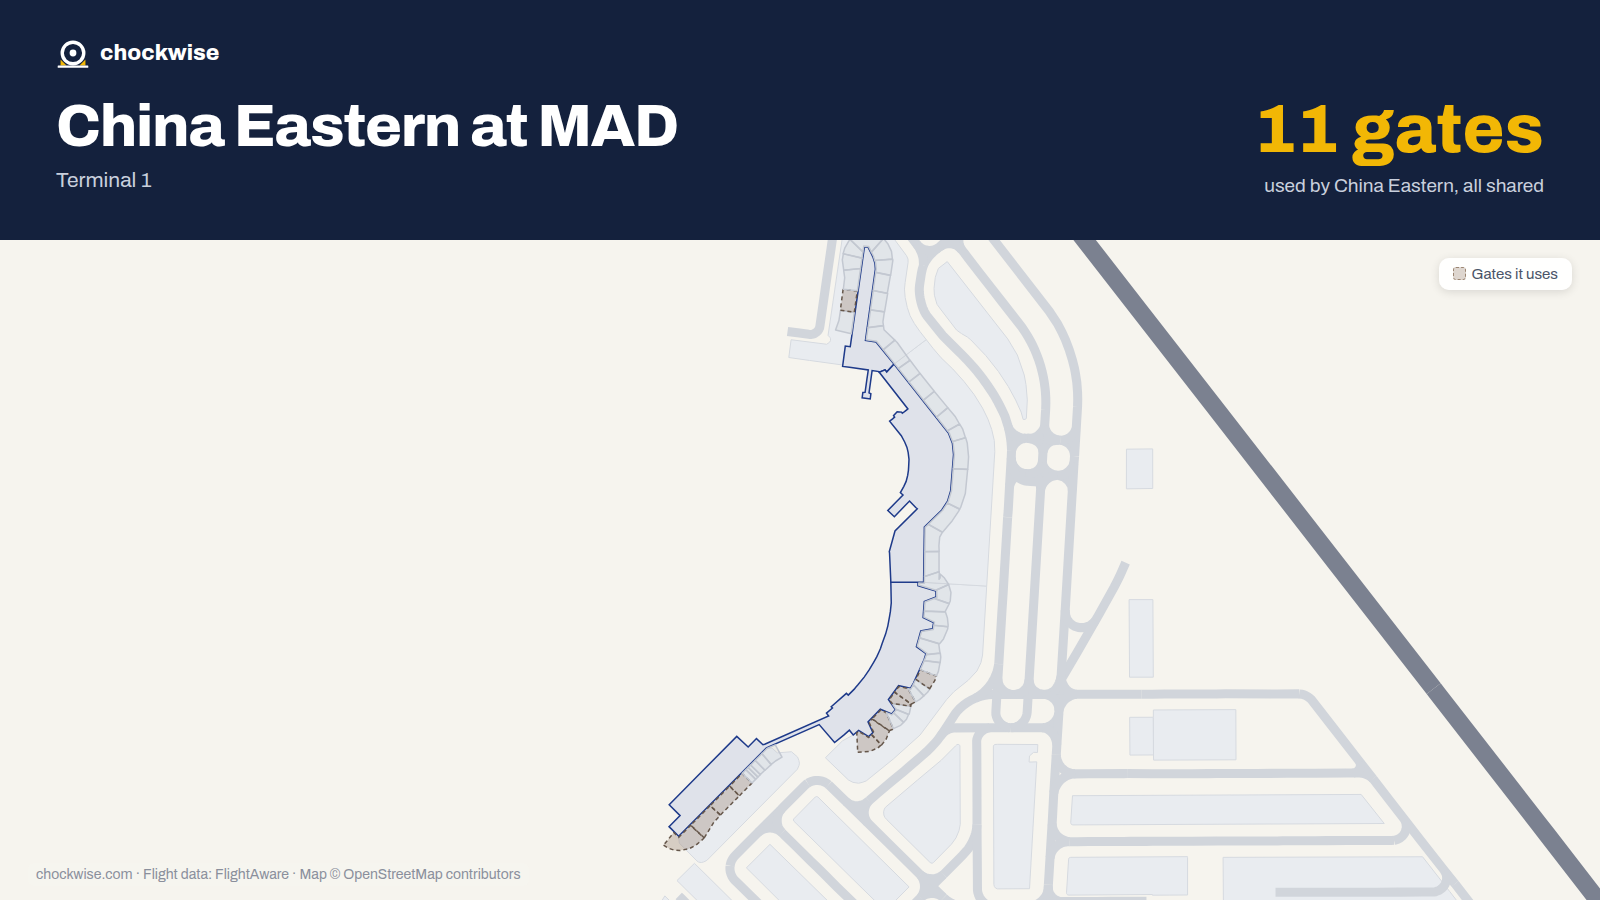 chockwise
China Eastern at MAD
Terminal 1
11 gates
used by China Eastern, all shared
Gates it uses
chockwise.com · Flight data: FlightAware · Map © OpenStreetMap contributors